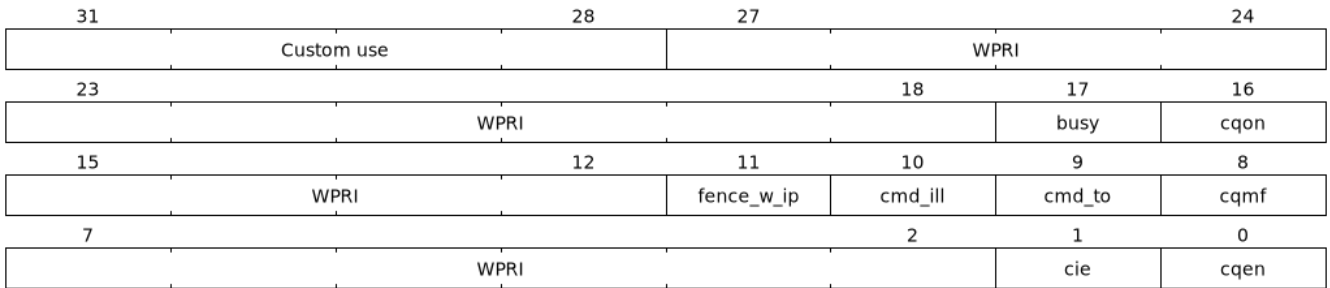 31 28 27 24
Custom use WPRI
23 18 17 16
WPRI busy cqon
15 12 11 10 9 8
WPRI fence_w_ip cmd_ill cmd_to cqmf
7 2 1 0
WPRI cie cqen